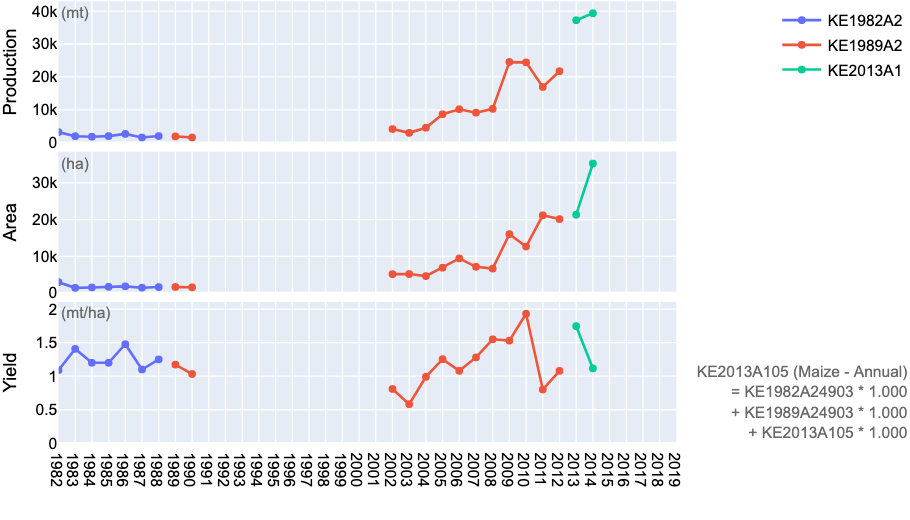 Production
(mt)
40k
30k
20k
10k
0
KE1982A2
KE1989A2
KE2013A1
Area
(ha)
30k
20k
10k
0
Yield
(mt/ha)
2
1.5
1
0.5
0
1982
1983
1984
1985
1986
1987
1988
1989
1990
1991
1992
1993
1994
1995
1996
1997
1998
1999
2000
2001
2002
2003
2004
2005
2006
2007
2008
2009
2010
2011
2012
2013
2014
2015
2016
2017
2018
2019
KE2013A105 (Maize - Annual)
= KE1982A24903 * 1.000
+ KE1989A24903 * 1.000
+ KE2013A105 * 1.000